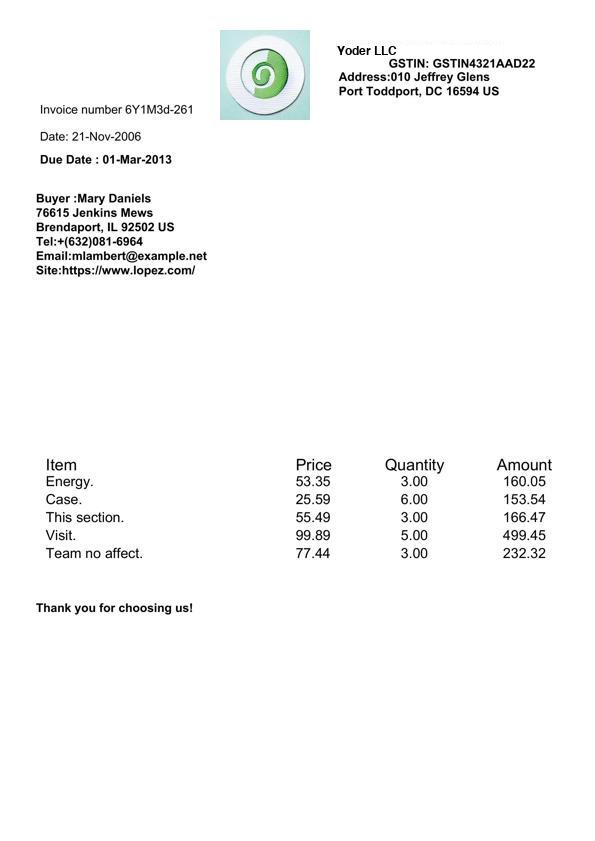 Yoder LLC
GSTIN: GSTIN4321AAD22
Address:010 Jeffrey Glens
Port Toddport, DC 16594 US
Invoice number 6Y1M3d-261
Date: 21-Nov-2006
Due Date : 01-Mar-2013
Buyer :Mary Daniels
76615 Jenkins Mews
Brendaport, IL 92502 US
Tel:+(632)081-6964
Email:mlambert@example.net
Site:https://www.lopez.com/
Item Price Quantity Amount
Energy. 53.35 3.00 160.05
Case. 25.59 6.00 153.54
This section. 55.49 3.00 166.47
Visit. 99.89 5.00 499.45
Team no affect. 77.44 3.00 232.32
Thank you for choosing us!